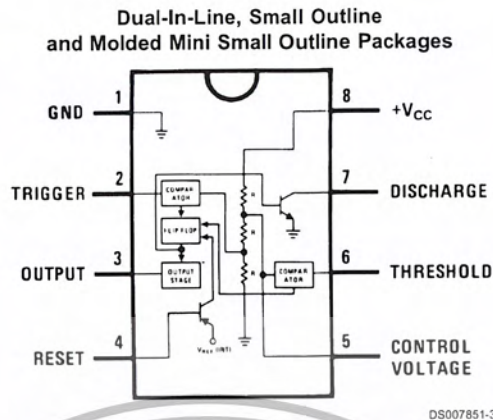 Dual-In-Line, Small Outline
and Molded Mini Small Outline Packages
1
GND
8
+VCC
2
TRIGGER
COMPAR
ATOR
R
7
DISCHARGE
FLIP FLOP
R
3
OUTPUT
OUTPUT
STAGE
R
COMPAR
ATOR
6
THRESHOLD
4
RESET
VREF (INT)
5
CONTROL
VOLTAGE
DS007851-3